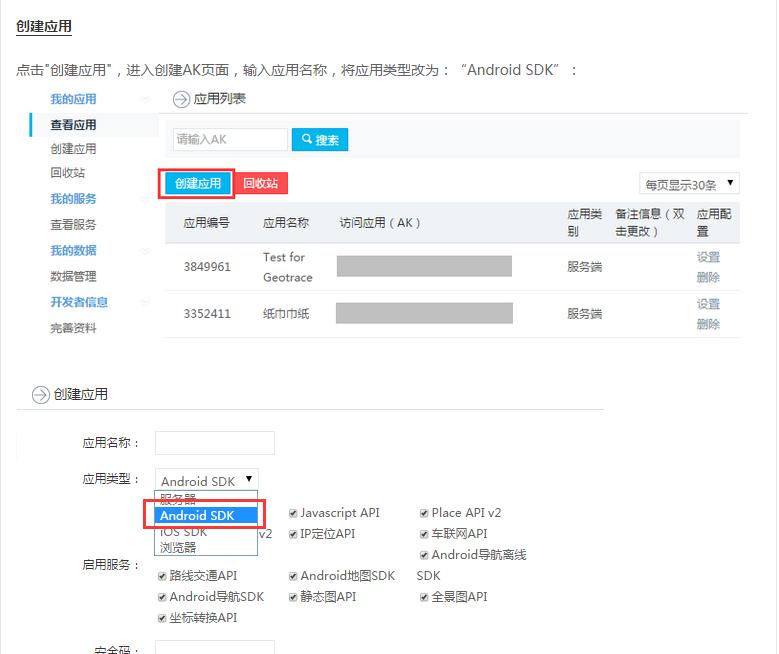 创建应用
点击"创建应用"，进入创建AK页面，输入应用名称，将应用类型改为：“Android SDK”：
我的应用
查看应用
创建应用
回收站
我的服务
查看服务
我的数据
数据管理
开发者信息
完善资料
应用列表
请输入AK 搜索
创建应用 回收站 每页显示30条
应用编号 应用名称 访问应用（AK） 应用类别 备注信息（双击更改） 应用配置
3849961 Test for Geotrace 服务端 设置 删除
3352411 纸巾巾纸 服务端 设置 删除
创建应用
应用名称：
应用类型： Android SDK
服务器
Android SDK
iOS SDK
浏览器
启用服务：
Javascript API Place API v2
v2 IP定位API 车联网API
Android导航离线SDK
路线交通API Android地图SDK
Android导航SDK 静态图API 全景图API
坐标转换API
安全码：